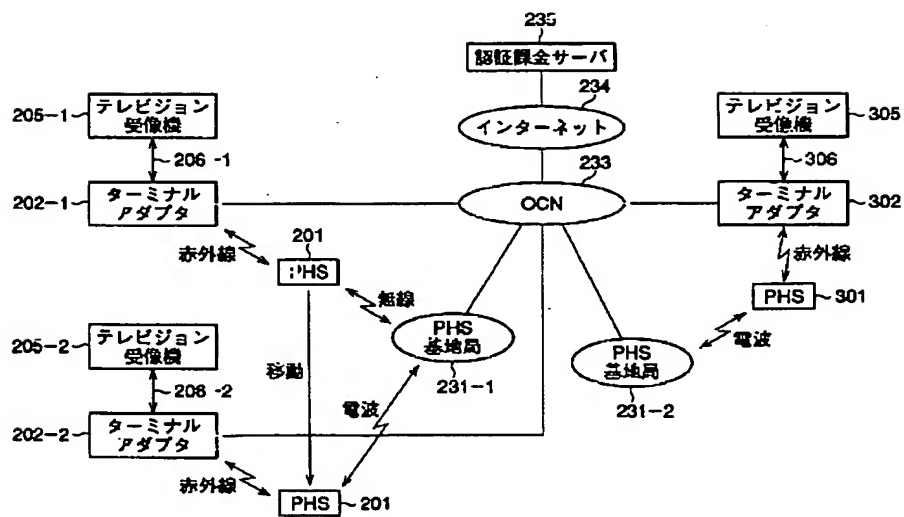 235
認証課金サーバ
234
インターネット
233
OCN
205-1
テレビジョン
受像機
206-1
202-1
ターミナル
アダプタ
赤外線
201
PHS
無線
PHS
基地局
231-1
移動
205-2
テレビジョン
受像機
206-2
202-2
ターミナル
アダプタ
赤外線
PHS
201
電波
テレビジョン
受像機
305
306
ターミナル
アダプタ
302
赤外線
PHS
301
電波
PHS
基地局
231-2